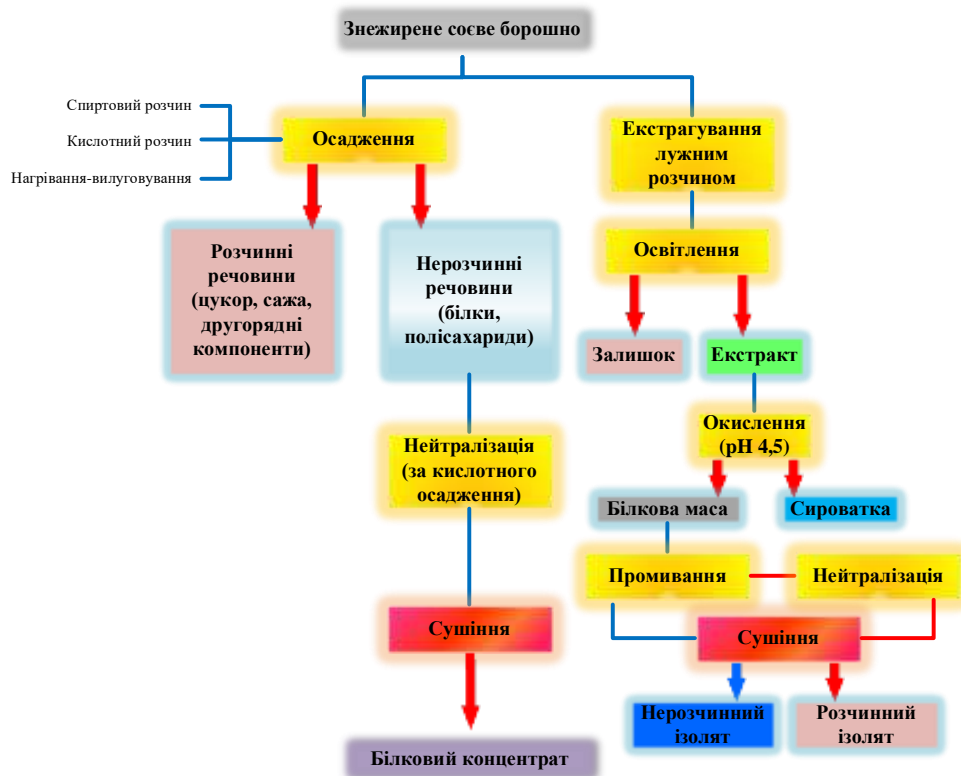 Знежирене соєве борошно
Спиртовий розчин
Кислотний розчин
Нагрівання-вилуговування
Осадження
Екстрагування
лужним
розчином
Розчинні
речовини
(цукор, сажа,
другорядні
компоненти)
Нерозчинні
речовини
(білки,
полісахариди)
Освітлення
Залишок
Екстракт
Нейтралізація
(за кислотного
осадження)
Окислення
(рН 4,5)
Білкова маса
Сироватка
Промивання
Нейтралізація
Сушіння
Сушіння
Нерозчинний
ізолят
Розчинний
ізолят
Білковий концентрат